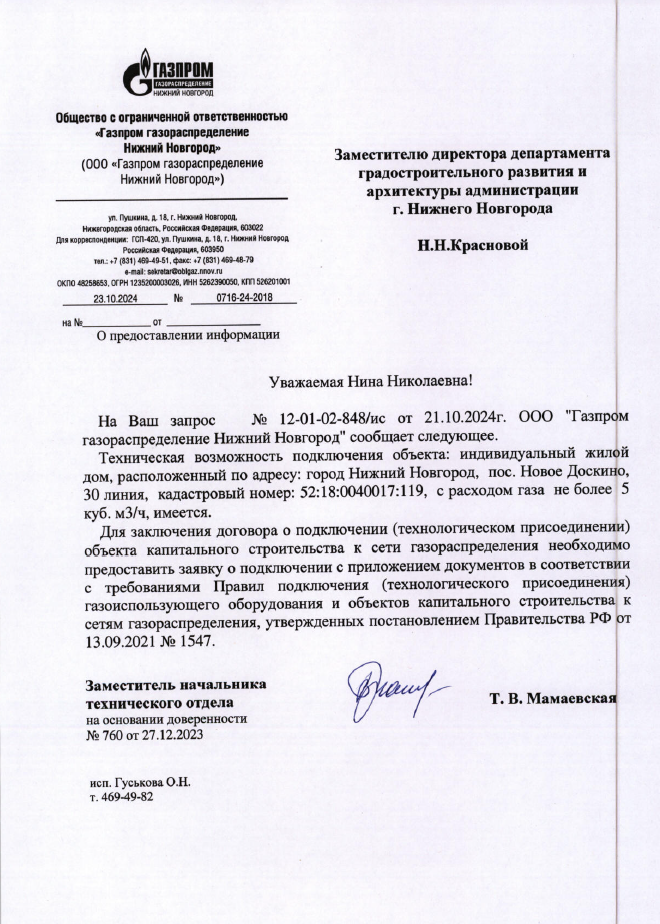 ГАЗПРОМ
ГАЗОРАСПРЕДЕЛЕНИЕ
НИЖНИЙ НОВГОРОД
Общество с ограниченной ответственностью
«Газпром газораспределение
Нижний Новгород»
(ООО «Газпром газораспределение
Нижний Новгород»)
ул. Пушкина, д. 18, г. Нижний Новгород,
Нижегородская область, Российская Федерация, 603022
Для корреспонденции: ГСП-420, ул. Пушкина, д. 18, г. Нижний Новгород
Российская Федерация, 603950
тел.: +7 (831) 469-49-51, факс: +7 (831) 469-48-79
e-mail: sekretar@oblgaz.nnov.ru
ОКПО 48258653, ОГРН 1235200003026, ИНН 5262390050, КПП 526201001
23.10.2024 № 0716-24-2018
на №____________ от ________________
О предоставлении информации
Заместителю директора департамента
градостроительного развития и
архитектуры администрации
г. Нижнего Новгорода
Н.Н.Красновой
Уважаемая Нина Николаевна!
На Ваш запрос № 12-01-02-848/ис от 21.10.2024г. ООО "Газпром
газораспределение Нижний Новгород" сообщает следующее.
Техническая возможность подключения объекта: индивидуальный жилой
дом, расположенный по адресу: город Нижний Новгород, пос. Новое Доскино,
30 линия, кадастровый номер: 52:18:0040017:119, с расходом газа не более 5
куб. м3/ч, имеется.
Для заключения договора о подключении (технологическом присоединении)
объекта капитального строительства к сети газораспределения необходимо
предоставить заявку о подключении с приложением документов в соответствии
с требованиями Правил подключения (технологического присоединения)
газоиспользующего оборудования и объектов капитального строительства к
сетям газораспределения, утвержденных постановлением Правительства РФ от
13.09.2021 № 1547.
Заместитель начальника
технического отдела
на основании доверенности
№ 760 от 27.12.2023
Т. В. Мамаевская
исп. Гуськова О.Н.
т. 469-49-82